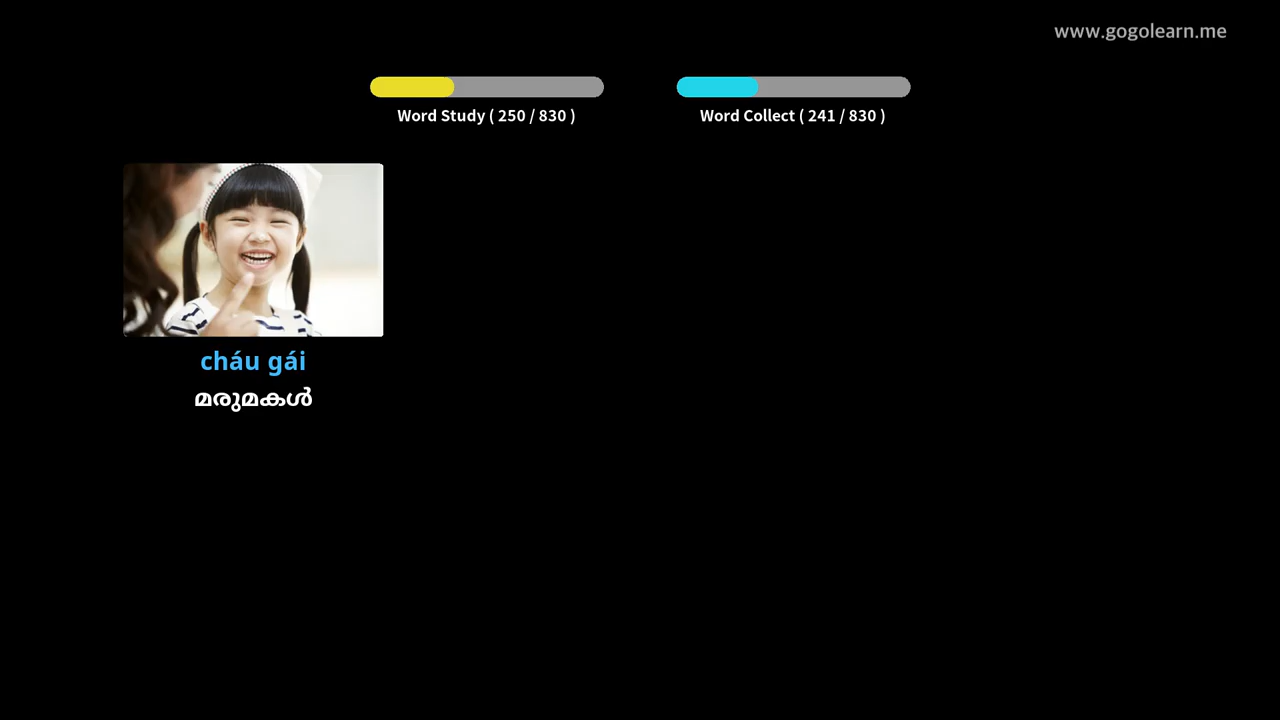 www.gogolearn.me
Word Study ( 250 / 830 )
Word Collect ( 241 / 830 )
cháu gái
മരുമകൾ